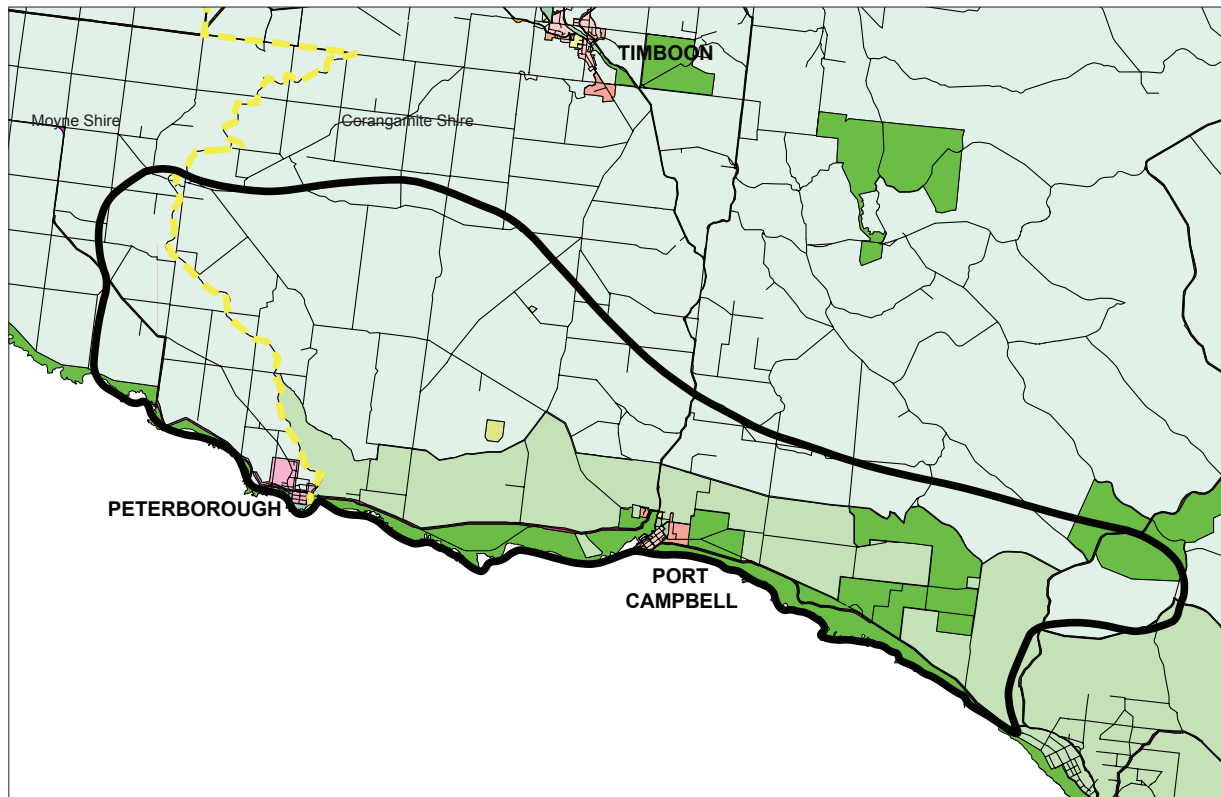 TIMBOON
Moyne Shire
Corangamite Shire
PETERBOROUGH
PORT
CAMPBELL